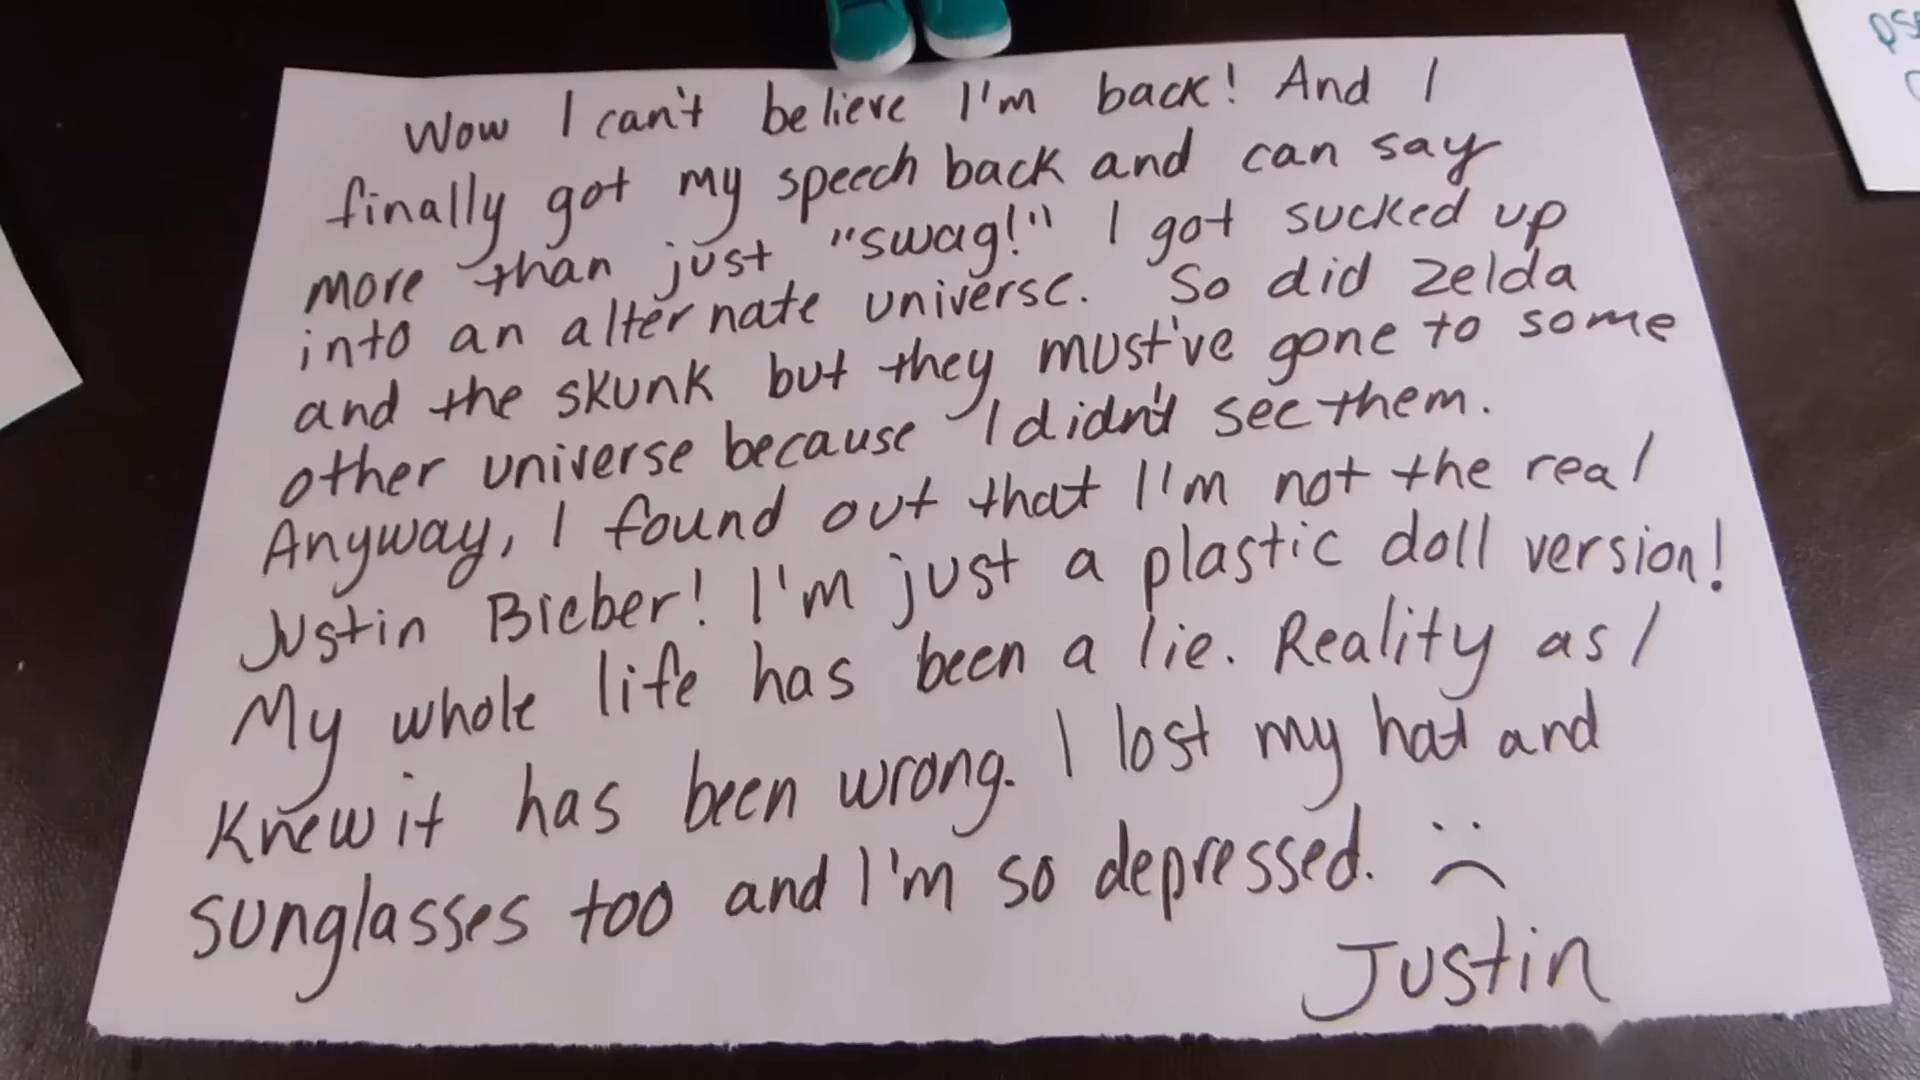 Wow I can't believe I'm back! And I
finally got my speech back and can say
more than just "swag!" I got sucked up
into an alternate universe. So did Zelda
and the skunk but they must've gone to some
other universe because I didn't see them.
Anyway, I found out that I'm not the real
Justin Bieber! I'm just a plastic doll version!
My whole life has been a lie. Reality as I
knew it has been wrong. I lost my hat and
sunglasses too and I'm so depressed. :(
Justin